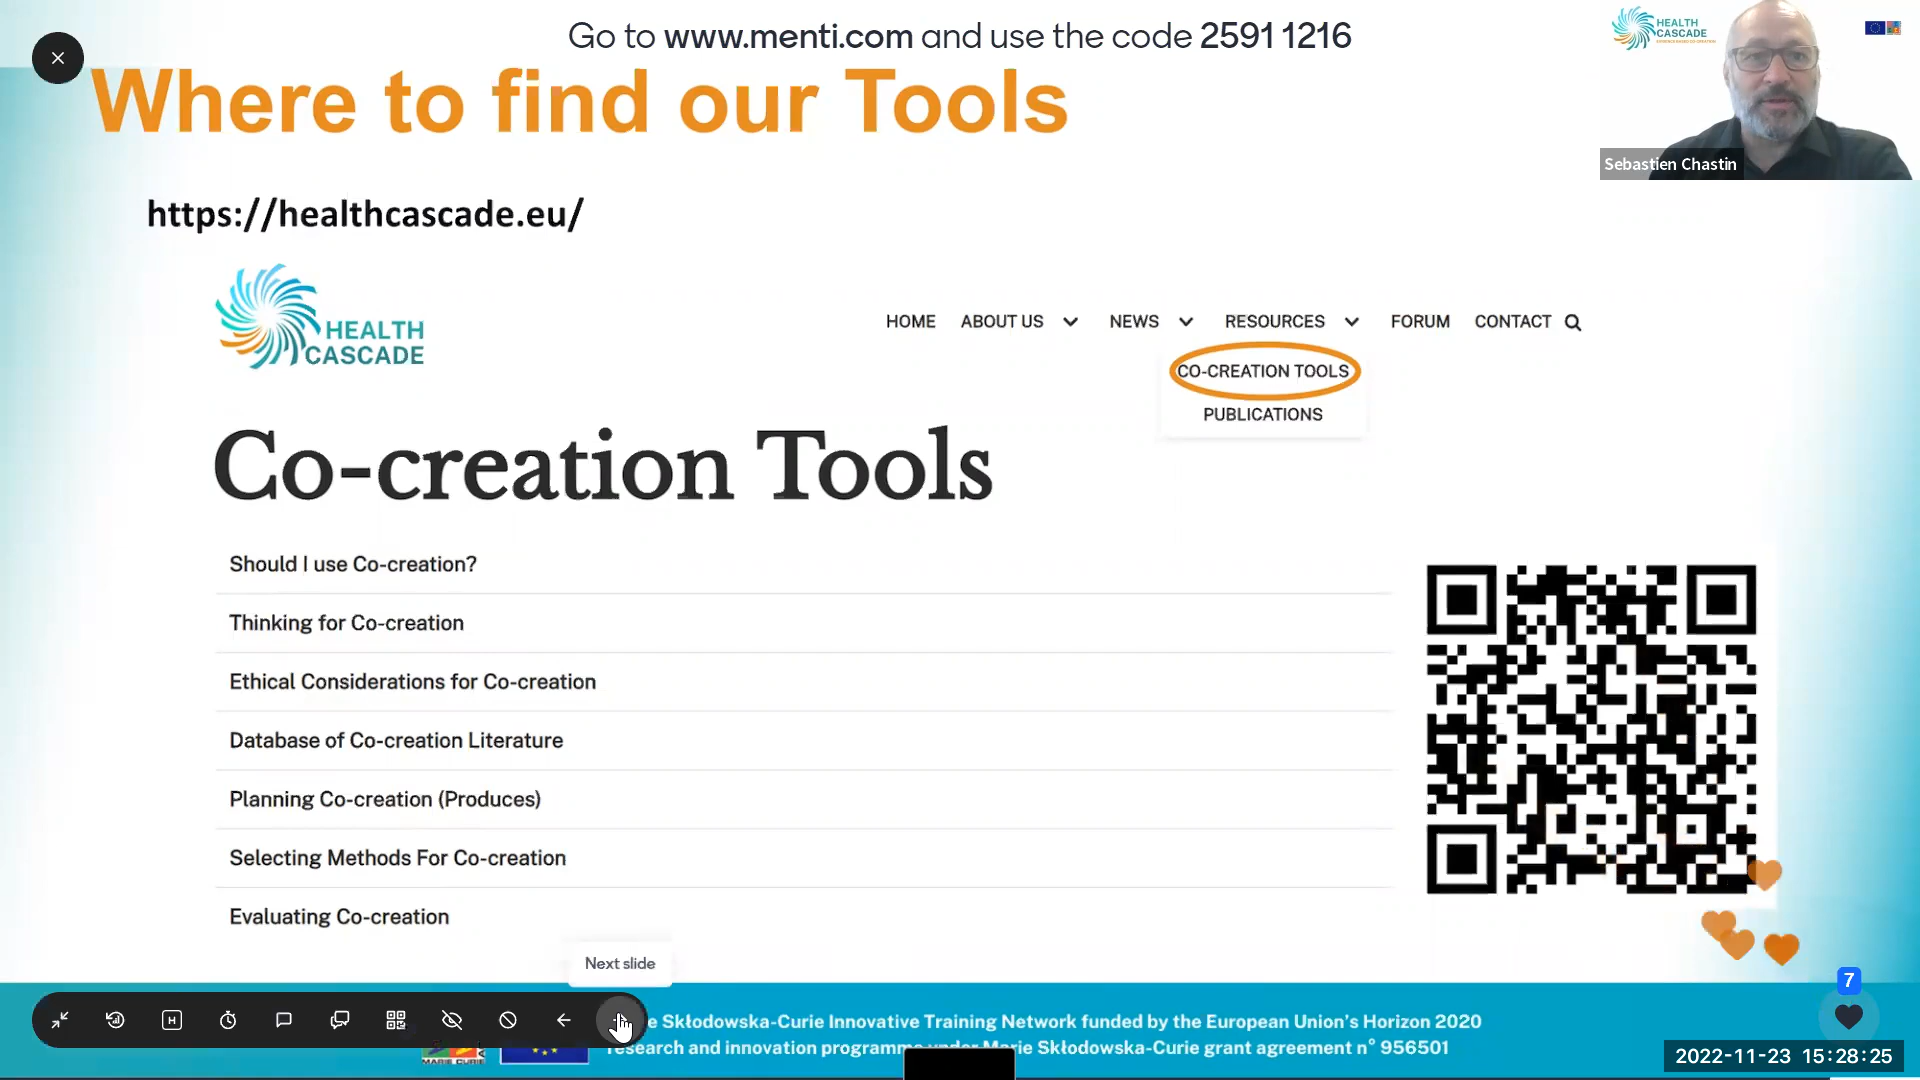 Go to www.menti.com and use the code 2591 1216
HEALTH
CASCADE
Where to find our Tools
Sebastien Chastin
https://healthcascade.eu/
HEALTH
CASCADE
HOME ABOUT US NEWS RESOURCES FORUM CONTACT
CO-CREATION TOOLS
PUBLICATIONS
Co-creation Tools
Should I use Co-creation?
Thinking for Co-creation
Ethical Considerations for Co-creation
Database of Co-creation Literature
Planning Co-creation (Produces)
Selecting Methods For Co-creation
Evaluating Co-creation
Next slide
7
H
e Skłodowska-Curie Innovative Training Network funded by the European Union's Horizon 2020
research and innovation programme under Marie Skłodowska-Curie grant agreement n° 956501
MARIE CURIE
2022-11-23 15:28:25